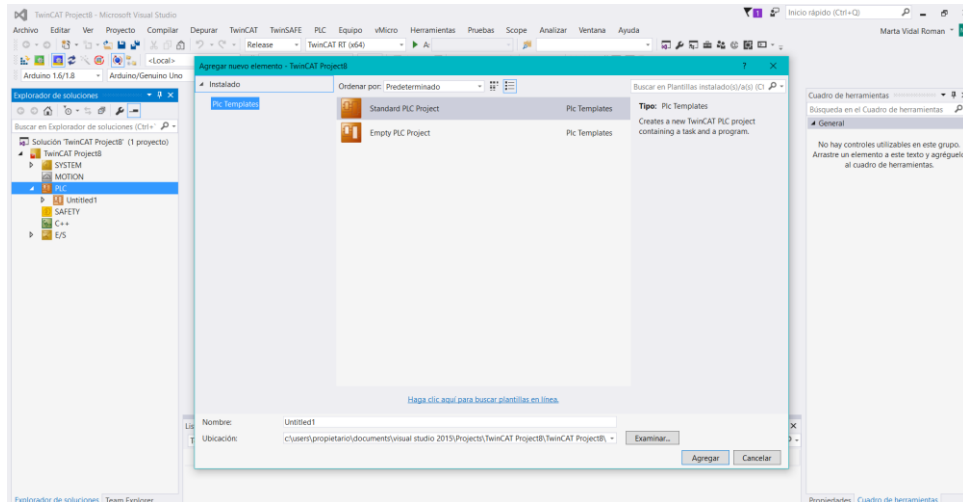 TwinCAT Project8 - Microsoft Visual Studio
1
Inicio rápido (Ctrl+Q)
Archivo Editar Ver Proyecto Compilar Depurar TwinCAT TwinSAFE PLC Equipo vMicro Herramientas Pruebas Scope Analizar Ventana Ayuda
Marta Vidal Roman
Release TwinCAT RT (x64)
<Local>
Arduino 1.6/1.8 Arduino/Genuino Uno
Explorador de soluciones
Buscar en Explorador de soluciones (Ctrl+
Solución 'TwinCAT Project8' (1 proyecto)
TwinCAT Project8
SYSTEM
MOTION
PLC
Untitled1
SAFETY
C++
E/S
Agregar nuevo elemento - TwinCAT Project8
? ×
Instalado
Plc Templates
Ordenar por: Predeterminado
Buscar en Plantillas instalado(s)/a(s) (Ct
Standard PLC Project Plc Templates
Empty PLC Project Plc Templates
Tipo: Plc Templates
Creates a new TwinCAT PLC project
containing a task and a program.
Haga clic aquí para buscar plantillas en línea.
Nombre: Untitled1
Ubicación: c:\users\propietario\documents\visual studio 2015\Projects\TwinCAT Project8\TwinCAT Project8\
Examinar...
Agregar Cancelar
Cuadro de herramientas
Búsqueda en el Cuadro de herramientas
General
No hay controles utilizables en este grupo.
Arrastre un elemento a este texto y agréguelo
al cuadro de herramientas.
Explorador de soluciones Team Explorer
Propiedades Cuadro de herramientas